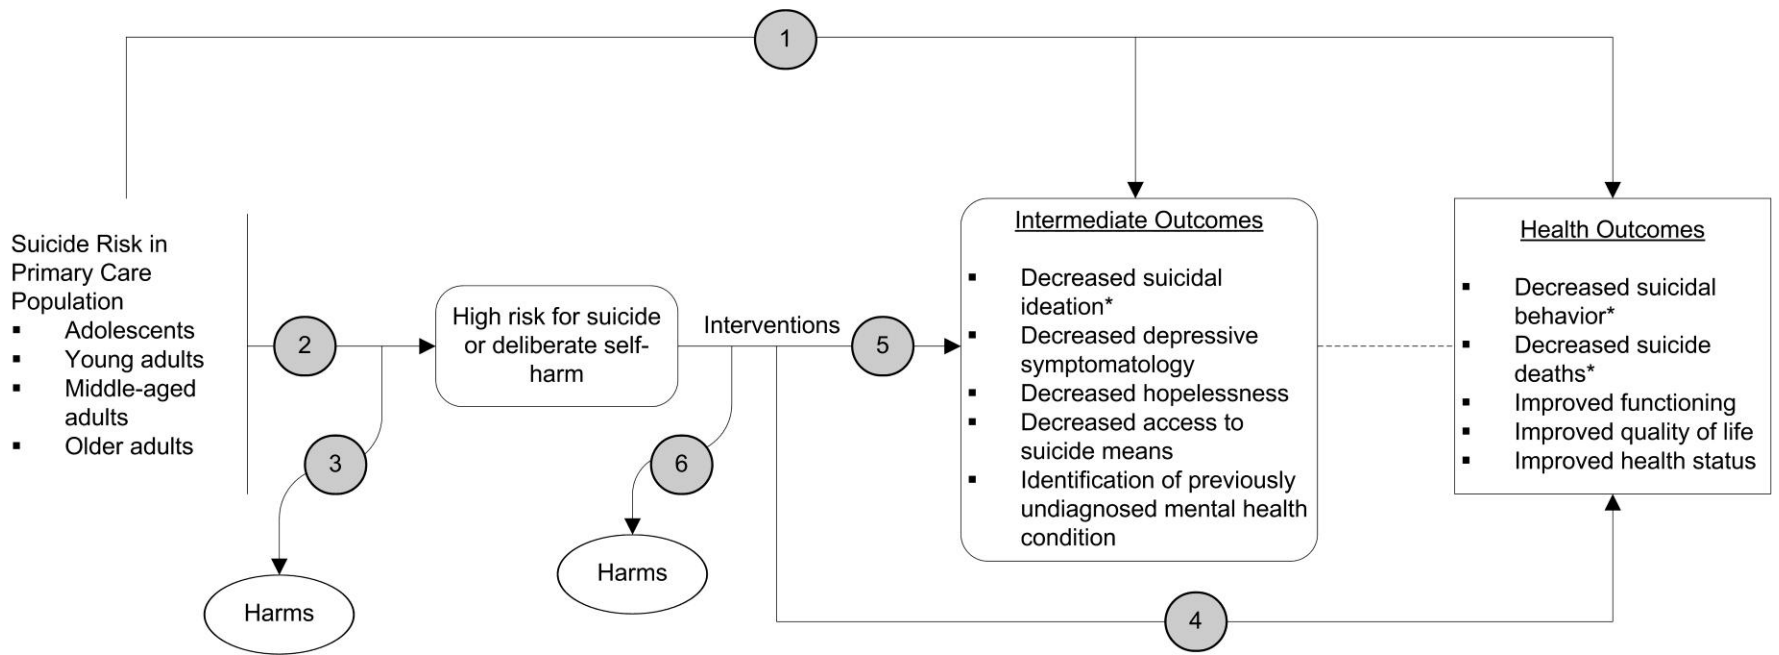 1
Suicide Risk in
Primary Care
Population
▪ Adolescents
▪ Young adults
▪ Middle-aged
adults
▪ Older adults
2
3
Harms
High risk for suicide
or deliberate self-
harm
Interventions
6
Harms
5
Intermediate Outcomes
▪ Decreased suicidal
ideation*
▪ Decreased depressive
symptomatology
▪ Decreased hopelessness
▪ Decreased access to
suicide means
▪ Identification of previously
undiagnosed mental health
condition
4
Health Outcomes
▪ Decreased suicidal
behavior*
▪ Decreased suicide
deaths*
▪ Improved functioning
▪ Improved quality of life
▪ Improved health status